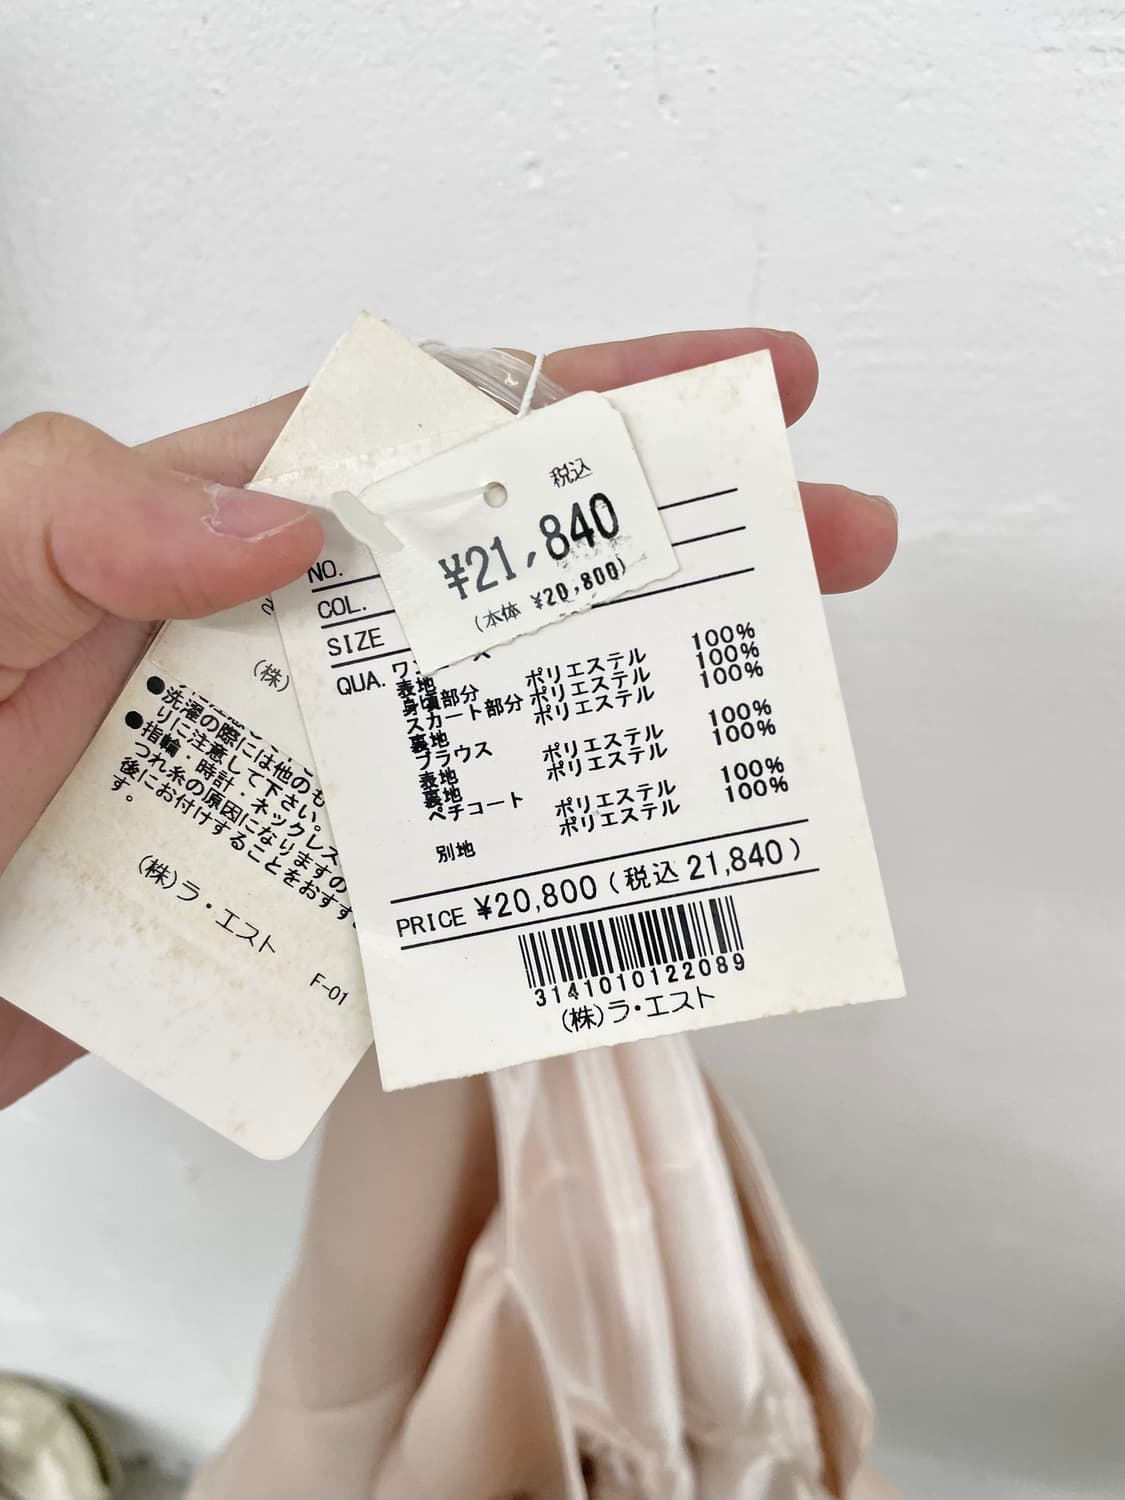 税込
¥21,840
(本体 ¥20,800)
NO.
COL.
SIZE
QUA.
表地 ポリエステル 100%
身頃部分 ポリエステル 100%
スカート部分 ポリエステル 100%
裏地
ブラウス
表地 ポリエステル 100%
裏地 ポリエステル 100%
ペチコート
ポリエステル 100%
別地 ポリエステル 100%
PRICE ¥20,800(税込 21,840)
3141010122089
(株)ラ・エスト
(株)
●洗濯の際には他のも
りに注意して下さい。
●指輪・時計・ネックレス
つれ糸の原因になりますの
後にお付けすることをおすす
す。
(株)ラ・エスト
F-01